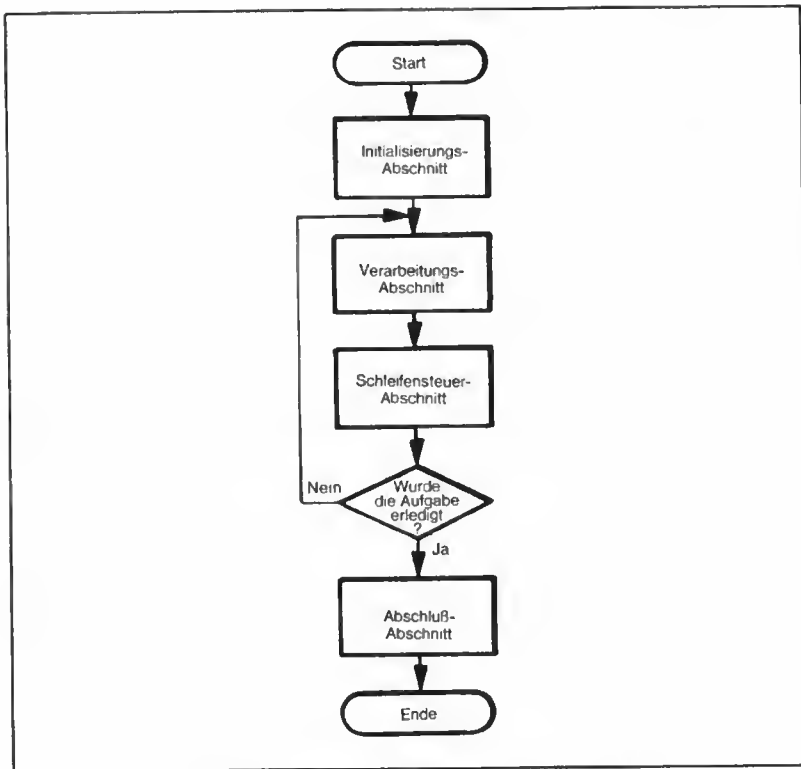 Start
Initialisierungs-
Abschnitt
Verarbeitungs-
Abschnitt
Schleifensteuer-
Abschnitt
Nein
Wurde
die Aufgabe
erledigt
?
Ja
Abschluß-
Abschnitt
Ende